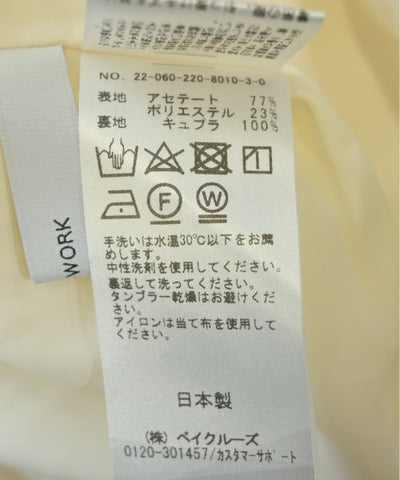 NO. 22-060-220-8010-3-0
表地 アセテート 77%
ポリエステル 23%
裏地 キュプラ 100%
F
W
手洗いは水温30℃以下をお薦
めします。
中性洗剤を使用してください。
裏返して洗ってください。
タンブラー乾燥はお避けくだ
さい。
アイロンは当て布を使用して
ください。
日本製
(株) ベイクルーズ
0120-301457/カスタマーサポート
WORK